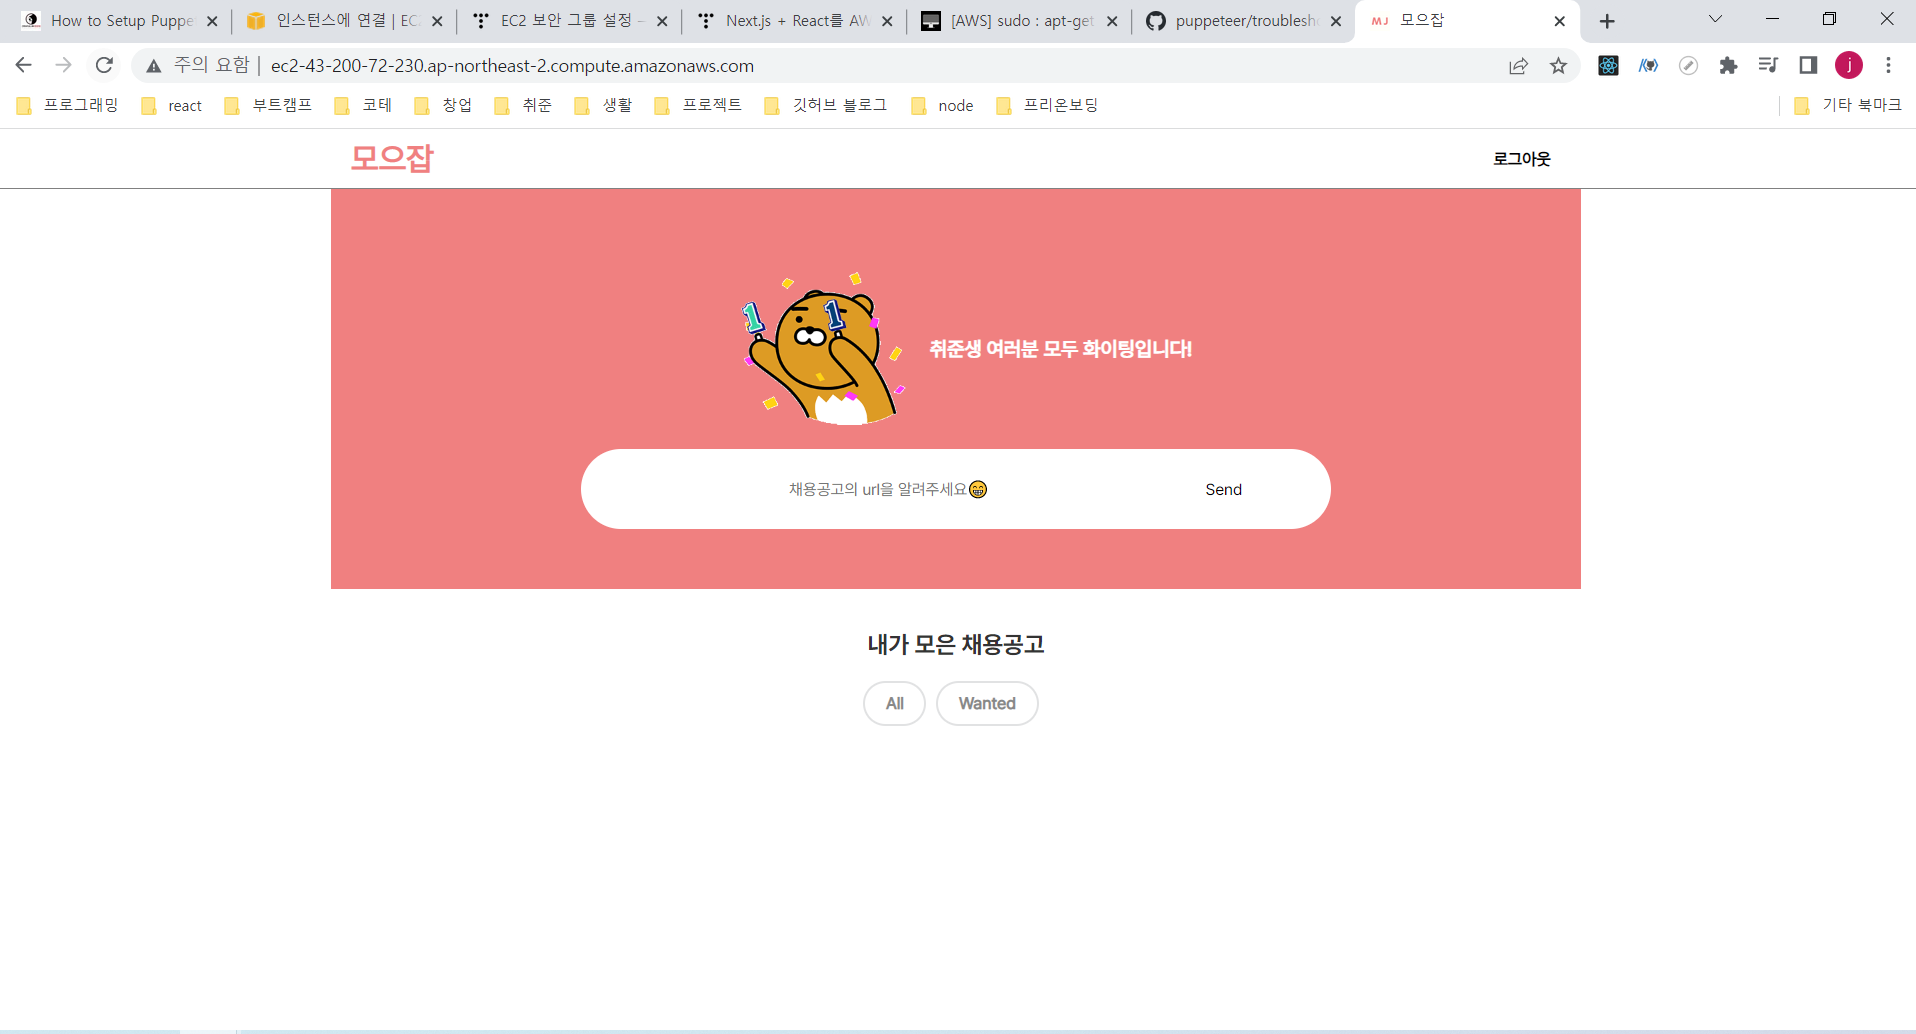 How to Setup Puppe
인스턴스에 연결 | EC2
EC2 보안 그룹 설정 -
Next.js + React를 AW
[AWS] sudo : apt-get
puppeteer/troublesho
MJ 모으잡
주의 요함 | ec2-43-200-72-230.ap-northeast-2.compute.amazonaws.com
j
프로그래밍 react 부트캠프 코테 창업 취준 생활 프로젝트 깃허브 블로그 node 프리온보딩 기타 북마크
모으잡 로그아웃
1 1
취준생 여러분 모두 화이팅입니다!
채용공고의 url을 알려주세요😁 Send
내가 모은 채용공고
All Wanted